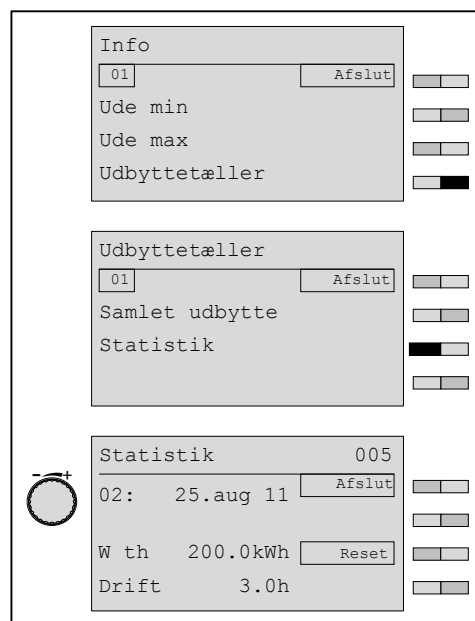 Info
01 Afslut
Ude min
Ude max
Udbyttetæller
Udbyttetæller
01 Afslut
Samlet udbytte
Statistik
Statistik 005
02: 25.aug 11 Afslut
W th 200.0kWh Reset
Drift 3.0h
- +